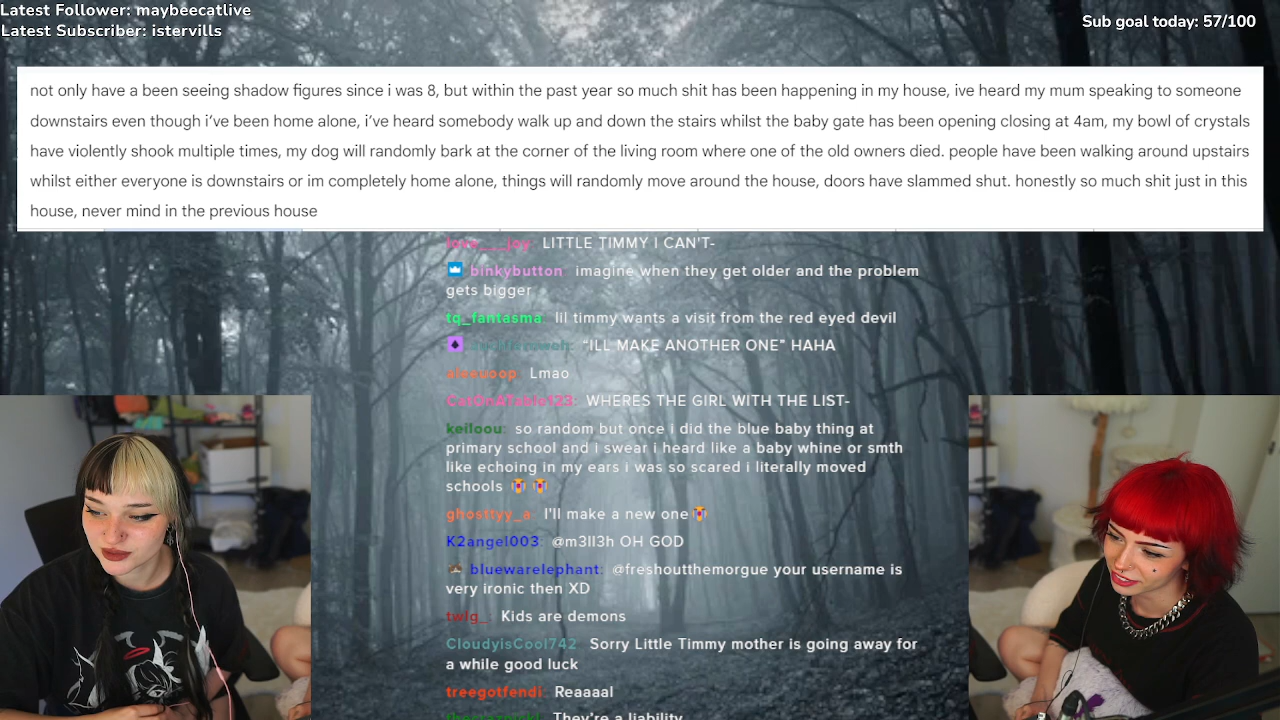 Latest Follower: maybeecatlive
Latest Subscriber: istervills
Sub goal today: 57/100
not only have a been seeing shadow figures since i was 8, but within the past year so much shit has been happening in my house, ive heard my mum speaking to someone
downstairs even though i've been home alone, i've heard somebody walk up and down the stairs whilst the baby gate has been opening closing at 4am, my bowl of crystals
have violently shook multiple times, my dog will randomly bark at the corner of the living room where one of the old owners died. people have been walking around upstairs
whilst either everyone is downstairs or im completely home alone, things will randomly move around the house, doors have slammed shut. honestly so much shit just in this
house, never mind in the previous house
LITTLE TIMMY I CAN'T-
binkybutton: imagine when they get older and the problem
gets bigger
tq_fantasma: lil timmy wants a visit from the red eyed devil
“ILL MAKE ANOTHER ONE” HAHA
Lmao
CatOnATable123: WHERES THE GIRL WITH THE LIST-
keiloou: so random but once i did the blue baby thing at
primary school and i swear i heard like a baby whine or smth
like echoing in my ears i was so scared i literally moved
schools
ghosttyy_a: I'll make a new one
K2angel003: @m3ll3h OH GOD
bluewarelephant: @freshoutthemorgue your username is
very ironic then XD
twig_: Kids are demons
CloudyisCool742: Sorry Little Timmy mother is going away for
a while good luck
treegotfendi: Reaaaal
They're a liability